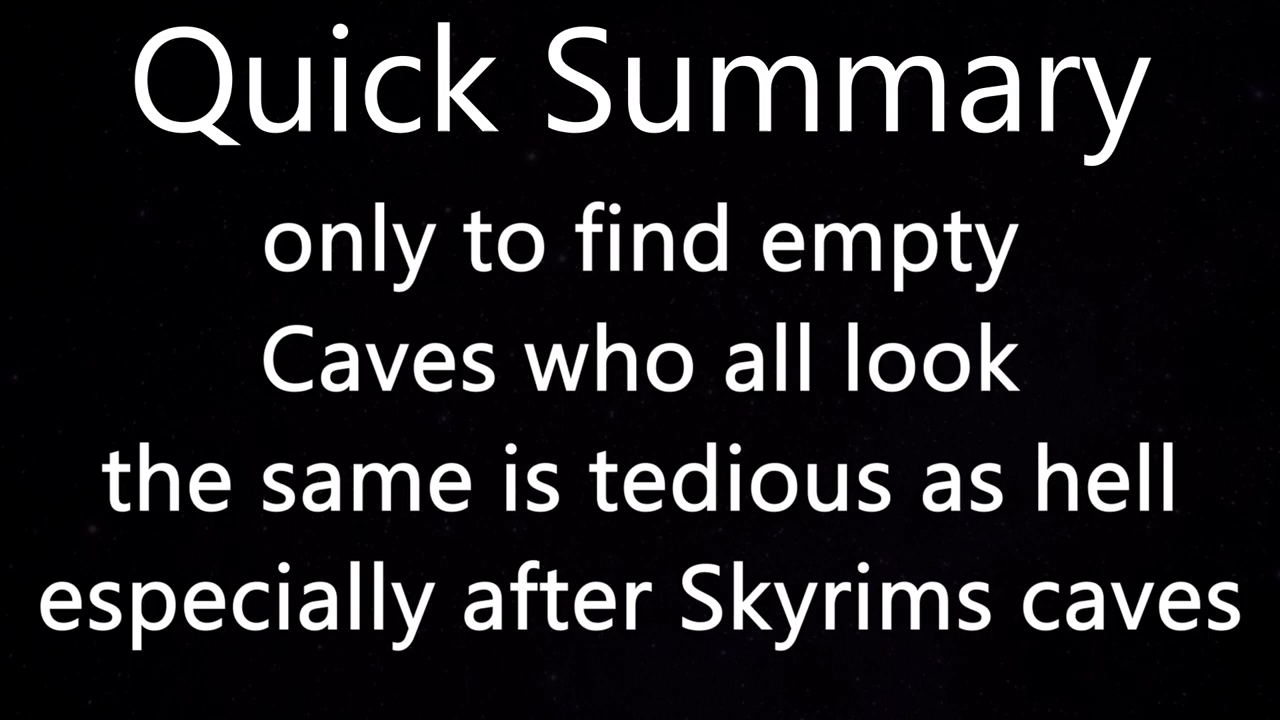 Quick Summary
only to find empty
Caves who all look
the same is tedious as hell
especially after Skyrims caves